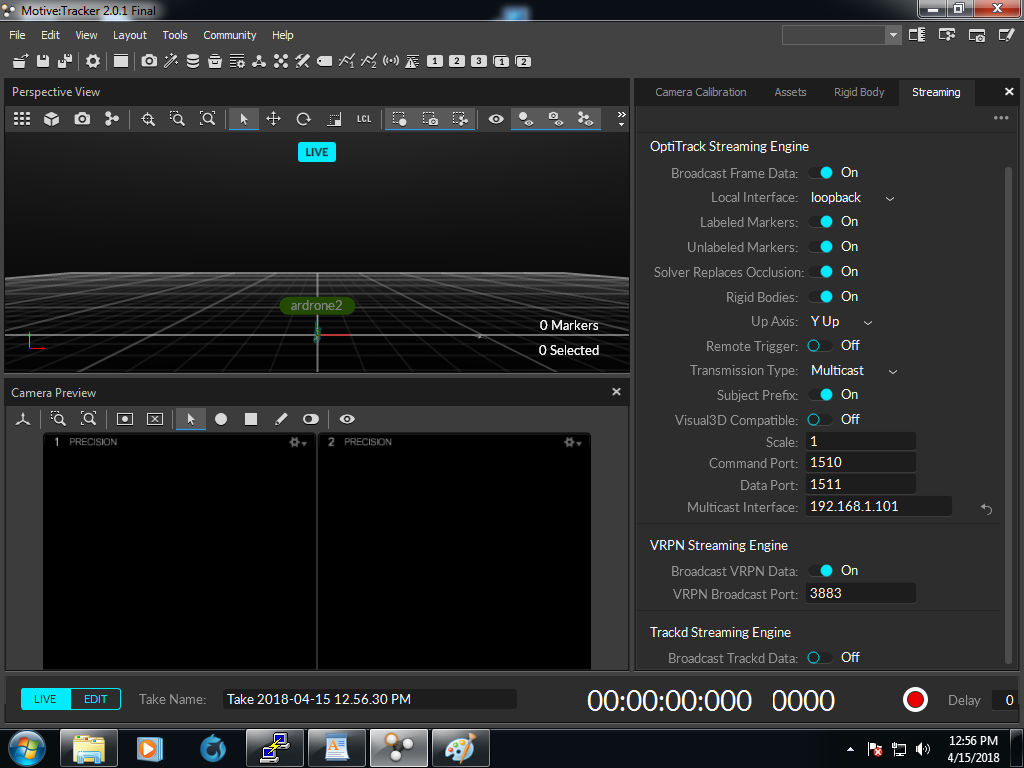 Motive:Tracker 2.0.1 Final
File Edit View Layout Tools Community Help
1 2 3 1 2
Perspective View
LCL
LIVE
ardrone2
0 Markers
0 Selected
Camera Preview
1 PRECISION
2 PRECISION
Camera Calibration Assets Rigid Body Streaming
OptiTrack Streaming Engine
Broadcast Frame Data: On
Local Interface: loopback
Labeled Markers: On
Unlabeled Markers: On
Solver Replaces Occlusion: On
Rigid Bodies: On
Up Axis: Y Up
Remote Trigger: Off
Transmission Type: Multicast
Subject Prefix: On
Visual3D Compatible: Off
Scale: 1
Command Port: 1510
Data Port: 1511
Multicast Interface: 192.168.1.101
VRPN Streaming Engine
Broadcast VRPN Data: On
VRPN Broadcast Port: 3883
Trackd Streaming Engine
Broadcast Trackd Data: Off
LIVE EDIT Take Name: Take 2018-04-15 12.56.30 PM 00:00:00:000 0000 Delay 0
12:56 PM
4/15/2018